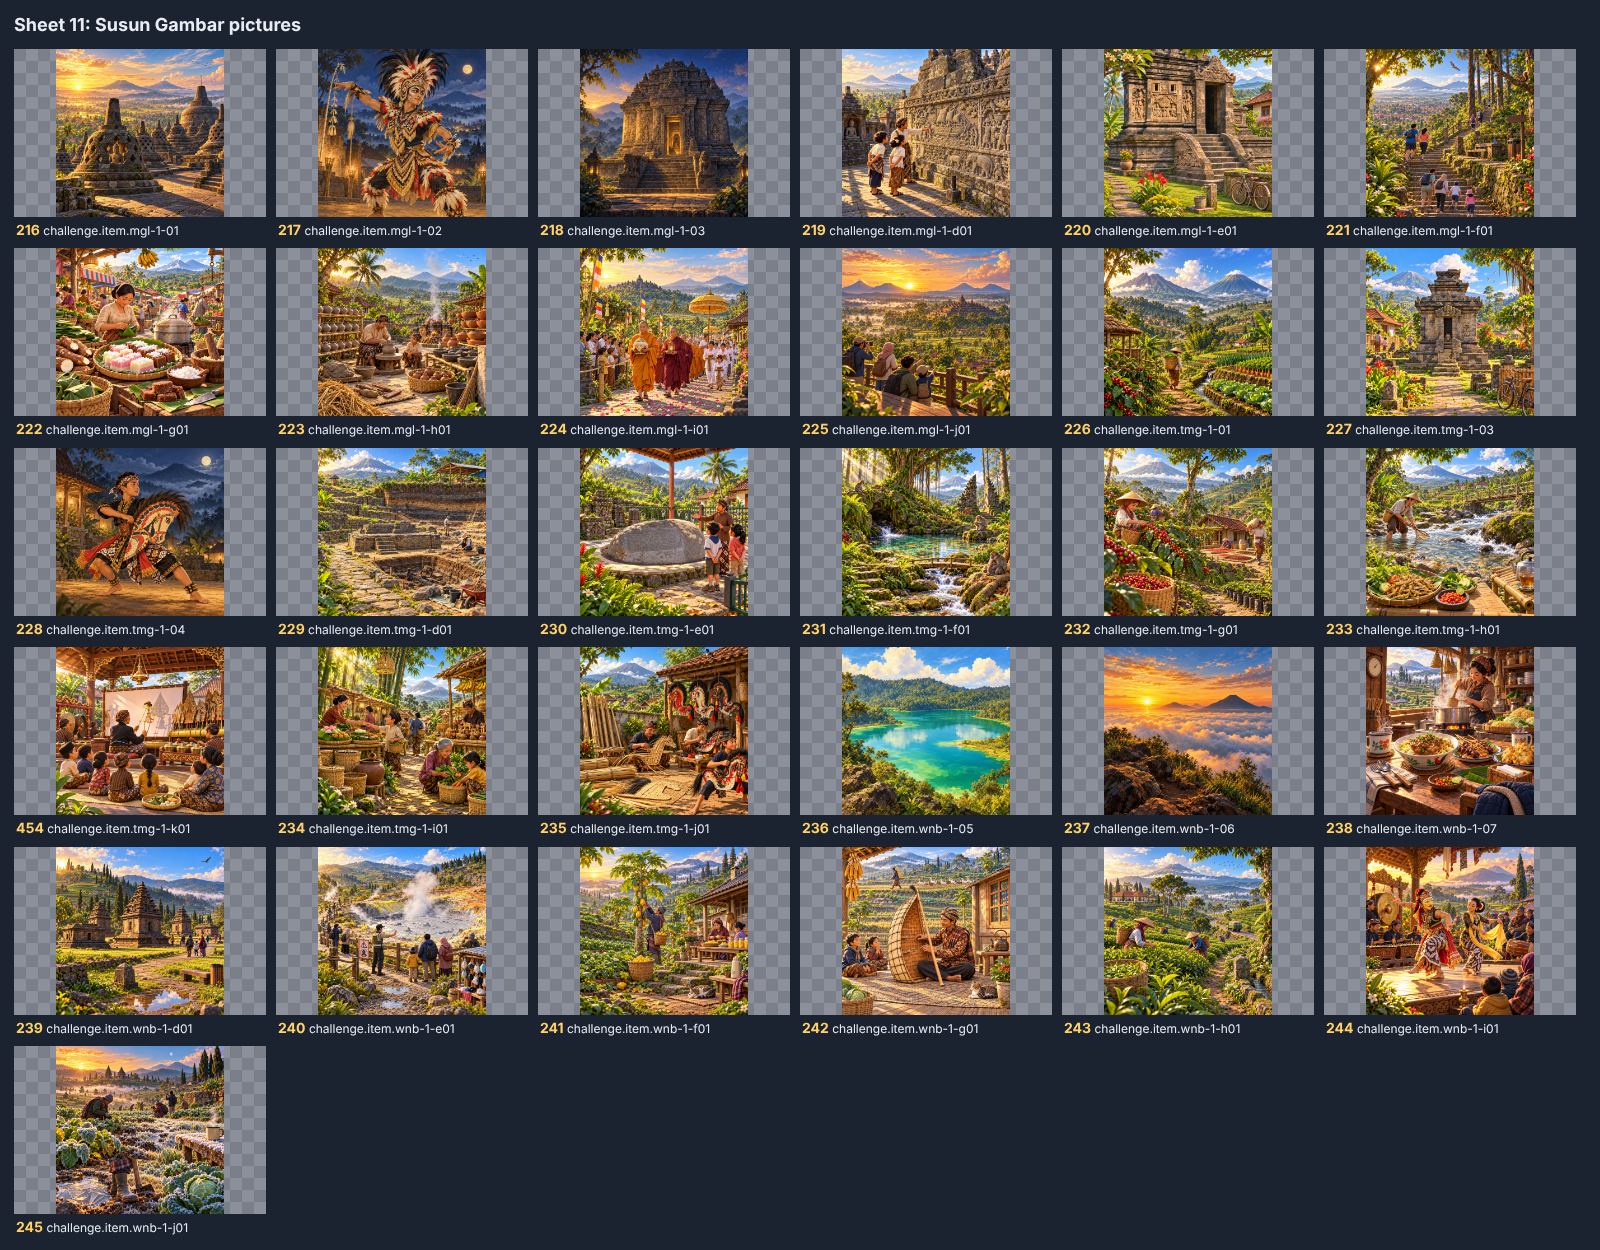 Sheet 11: Susun Gambar pictures
216 challenge.item.mgl-1-01
217 challenge.item.mgl-1-02
218 challenge.item.mgl-1-03
219 challenge.item.mgl-1-d01
220 challenge.item.mgl-1-e01
221 challenge.item.mgl-1-f01
222 challenge.item.mgl-1-g01
223 challenge.item.mgl-1-h01
224 challenge.item.mgl-1-i01
225 challenge.item.mgl-1-j01
226 challenge.item.tmg-1-01
227 challenge.item.tmg-1-03
228 challenge.item.tmg-1-04
229 challenge.item.tmg-1-d01
230 challenge.item.tmg-1-e01
231 challenge.item.tmg-1-f01
232 challenge.item.tmg-1-g01
233 challenge.item.tmg-1-h01
454 challenge.item.tmg-1-k01
234 challenge.item.tmg-1-i01
235 challenge.item.tmg-1-j01
236 challenge.item.wnb-1-05
237 challenge.item.wnb-1-06
238 challenge.item.wnb-1-07
239 challenge.item.wnb-1-d01
240 challenge.item.wnb-1-e01
241 challenge.item.wnb-1-f01
242 challenge.item.wnb-1-g01
243 challenge.item.wnb-1-h01
244 challenge.item.wnb-1-i01
245 challenge.item.wnb-1-j01